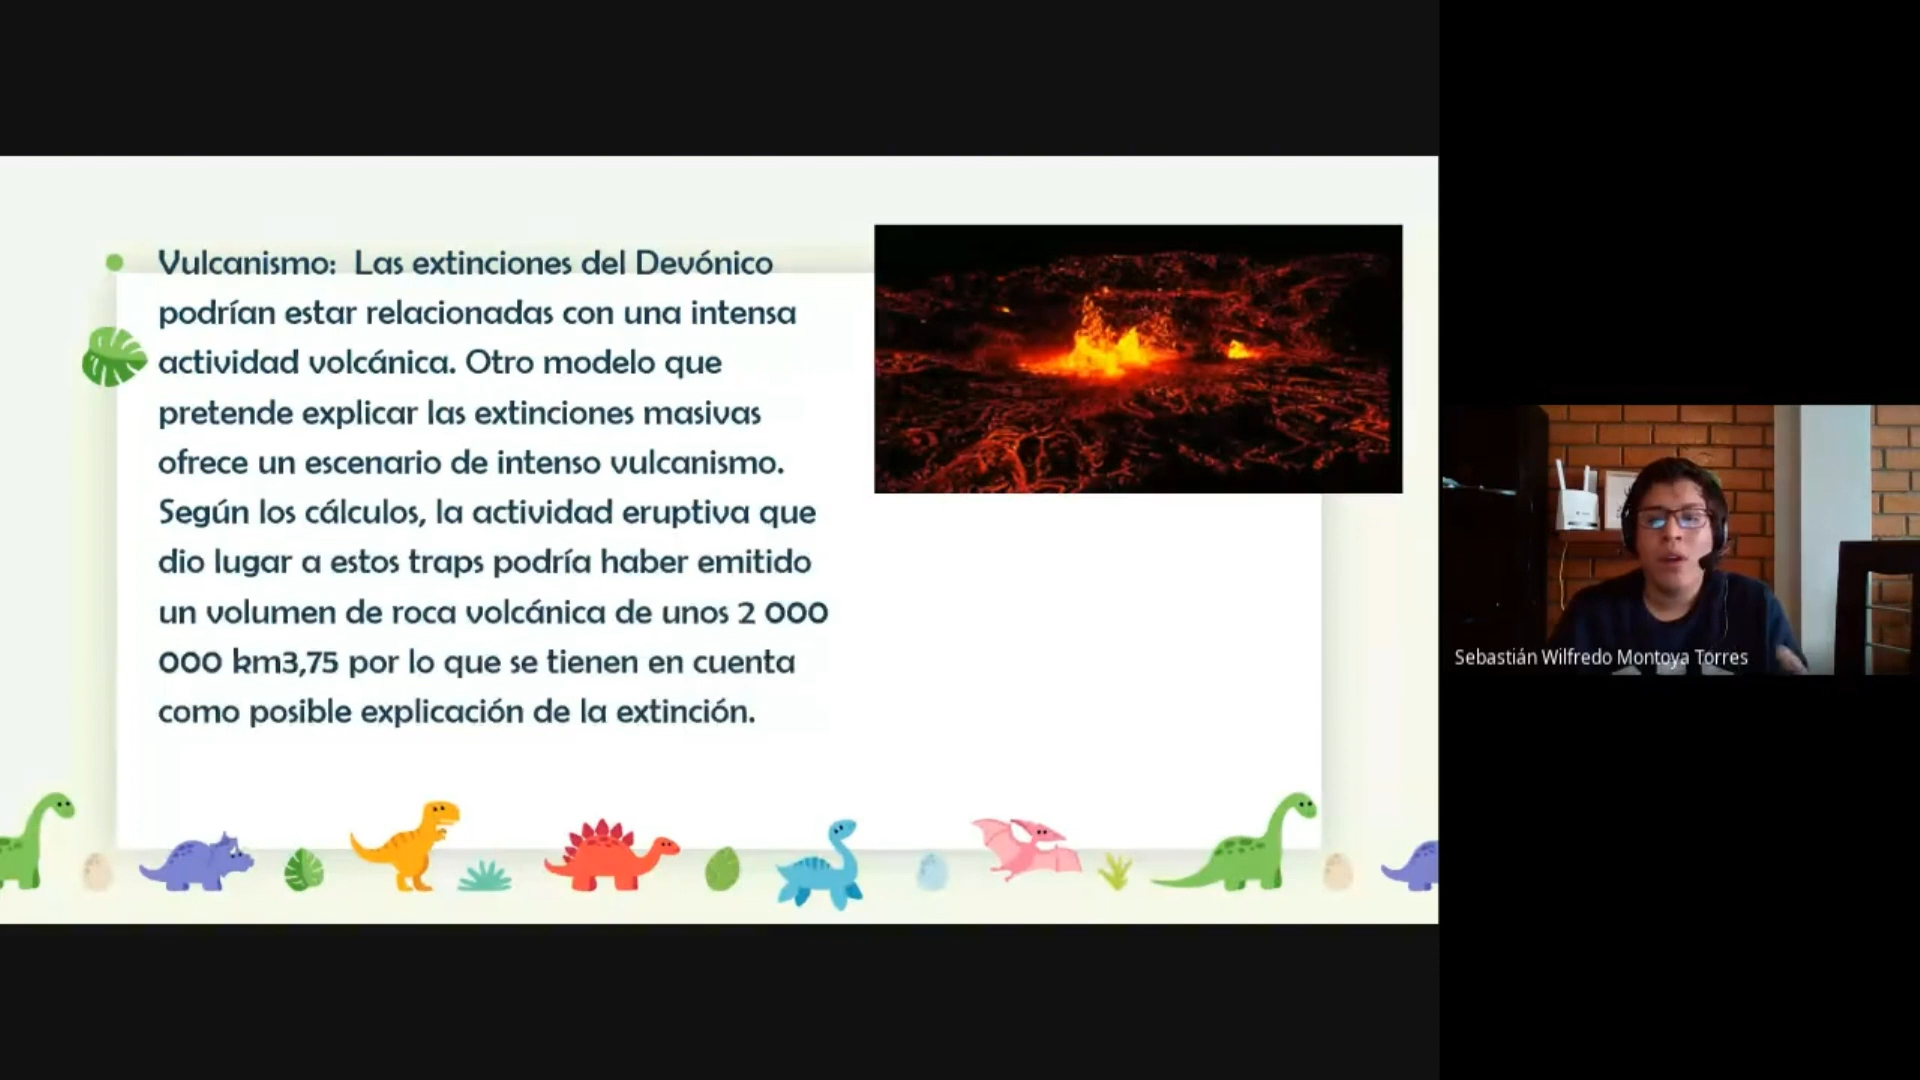 Vulcanismo: Las extinciones del Devónico
podrían estar relacionadas con una intensa
actividad volcánica. Otro modelo que
pretende explicar las extinciones masivas
ofrece un escenario de intenso vulcanismo.
Según los cálculos, la actividad eruptiva que
dio lugar a estos traps podría haber emitido
un volumen de roca volcánica de unos 2 000
000 km3,75 por lo que se tienen en cuenta
como posible explicación de la extinción.
Sebastián Wilfredo Montoya Torres